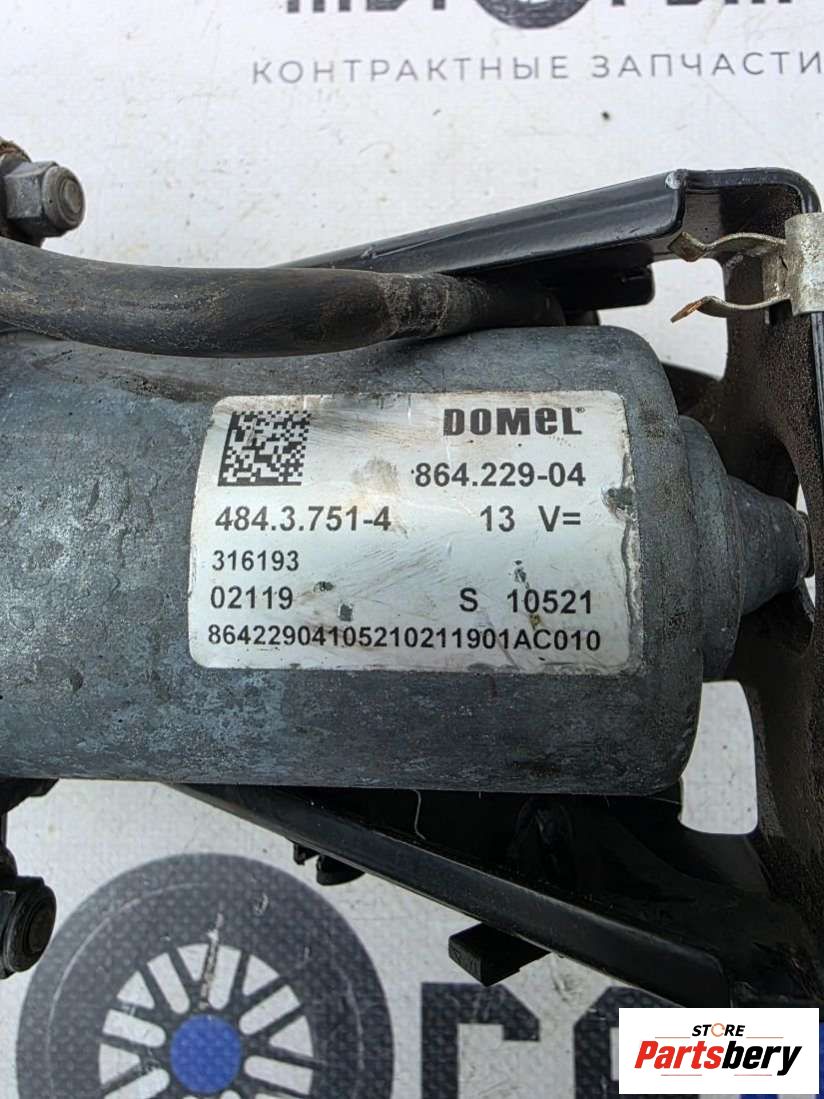 КОНТРАКТНЫЕ ЗАПЧАСТИ
DOMEL®
864.229-04
484.3.751-4 13 V=
316193
02119 S 10521
86422904105210211901AC010
STORE
Partsbery